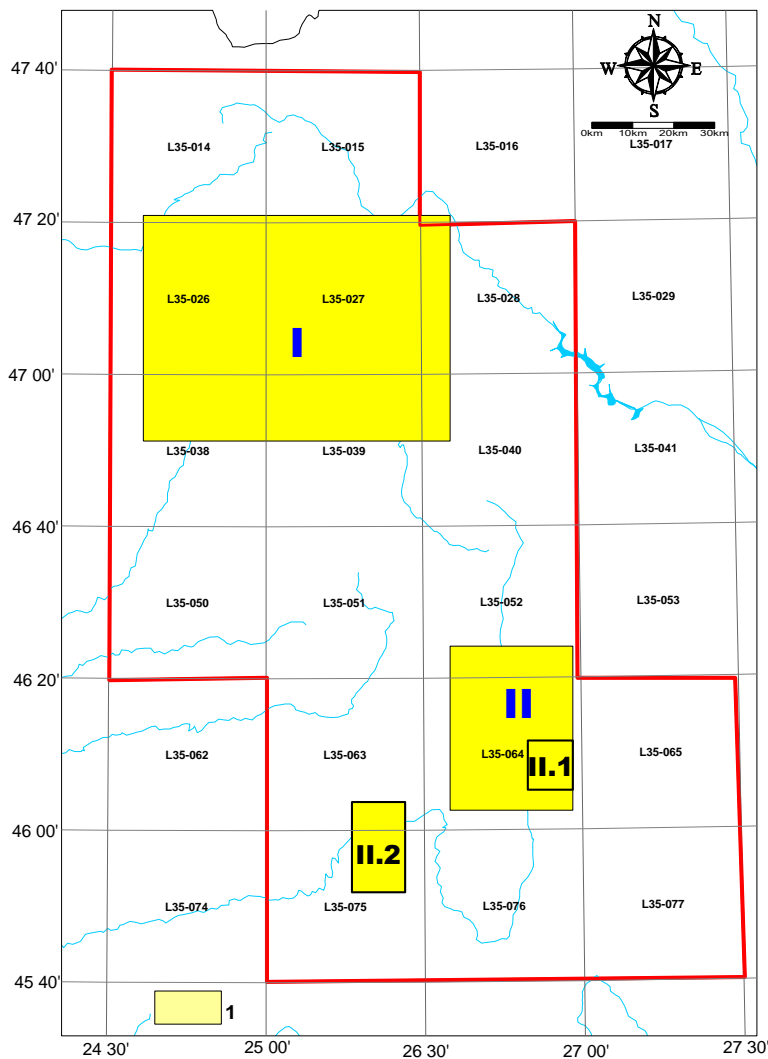 N
47 40'
W E
S
0km 10km 20km 30km
L35-014 L35-015 L35-016 L35-017
47 20'
L35-026 L35-027 L35-028 L35-029
I
47 00'
L35-038 L35-039 L35-040 L35-041
46 40'
L35-050 L35-051 L35-052 L35-053
46 20'
II
L35-062 L35-063 L35-064 L35-065
II.1
46 00'
II.2
L35-074 L35-075 L35-076 L35-077
45 40'
1
24 30' 25 00' 26 30' 27 00' 27 30'